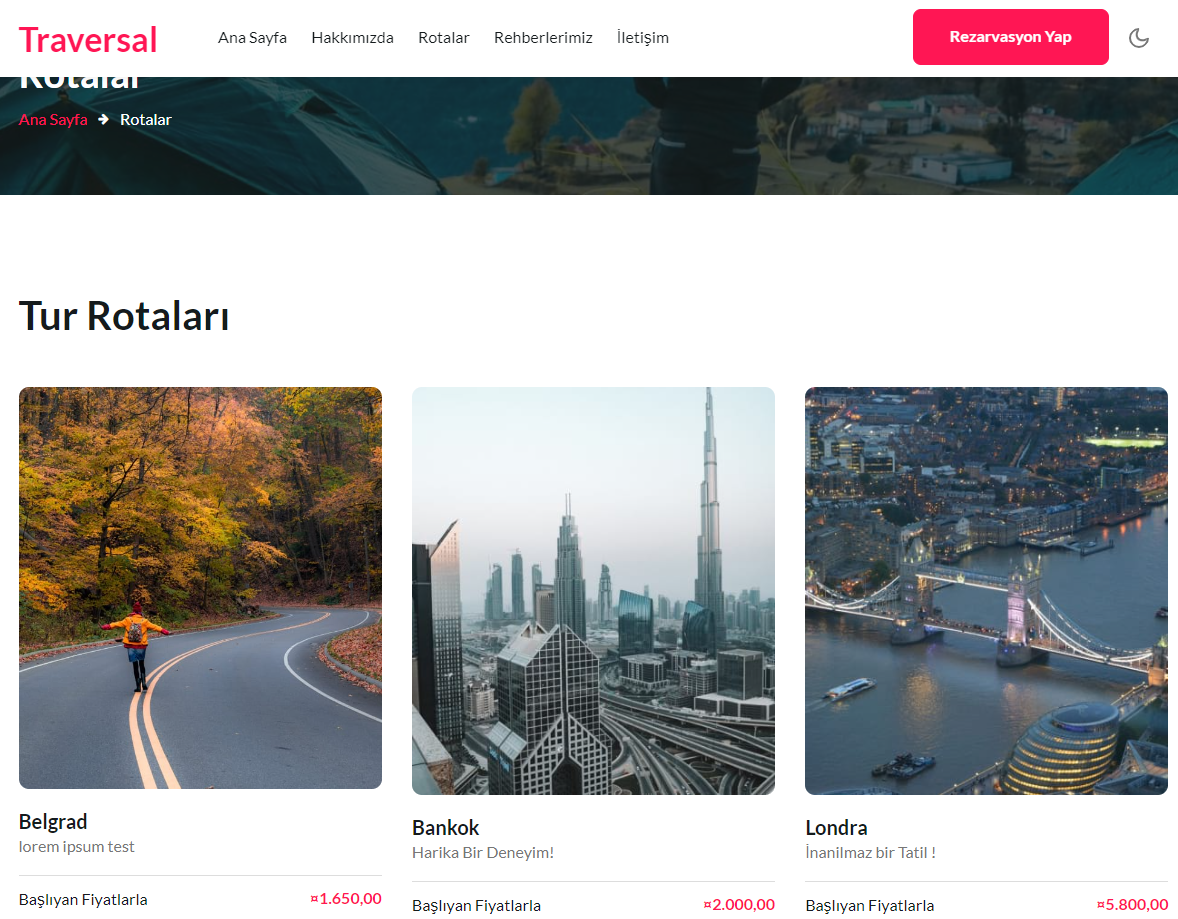 Traversal
Ana Sayfa
Hakkımızda
Rotalar
Rehberlerimiz
İletişim
Rezarvasyon Yap
Rotalar
Ana Sayfa → Rotalar
Tur Rotaları
Belgrad
lorem ipsum test
Başlıyan Fiyatlarla ¤1.650,00
Bankok
Harika Bir Deneyim!
Başlıyan Fiyatlarla ¤2.000,00
Londra
İnanilmaz bir Tatil !
Başlıyan Fiyatlarla ¤5.800,00